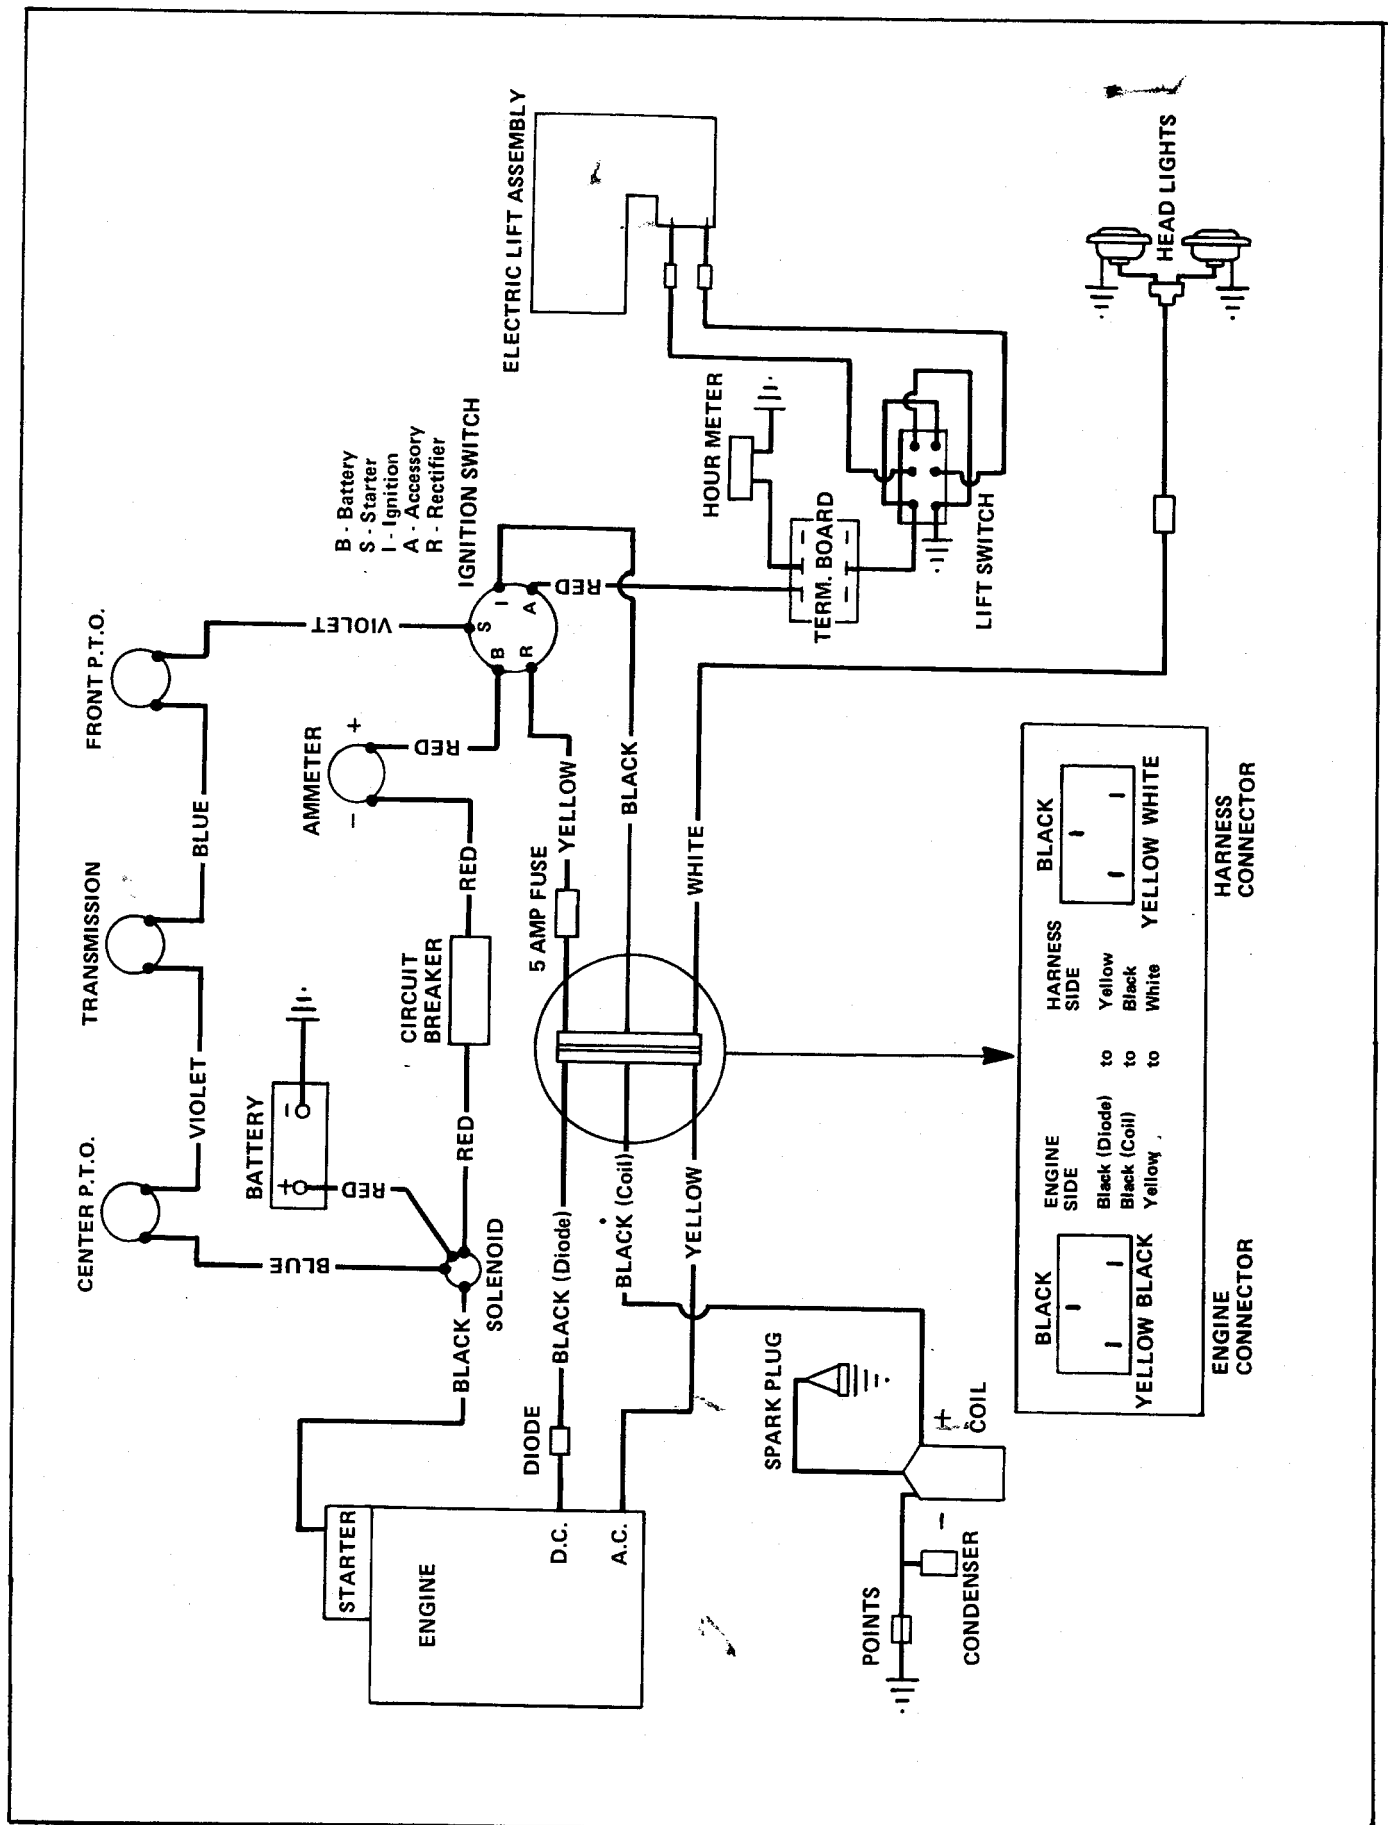 CENTER P.T.O.
TRANSMISSION
FRONT P.T.O.
VIOLET
BLUE
BLUE
VIOLET
BATTERY
+
-
RED
AMMETER
-
+
RED
B - Battery
S - Starter
I - Ignition
A - Accessory
R - Rectifier
IGNITION SWITCH
B
S
I
R
A
RED
ELECTRIC LIFT ASSEMBLY
CIRCUIT
BREAKER
RED
RED
SOLENOID
BLACK
STARTER
ENGINE
D.C.
A.C.
DIODE
BLACK (Diode)
5 AMP FUSE
YELLOW
BLACK (Coil)
BLACK
YELLOW
WHITE
HOUR METER
TERM. BOARD
LIFT SWITCH
HEAD LIGHTS
SPARK PLUG
+
COIL
-
POINTS
CONDENSER
BLACK
YELLOW BLACK
ENGINE
CONNECTOR
ENGINE
SIDE
HARNESS
SIDE
Black (Diode) to Yellow
Black (Coil) to Black
Yellow to White
BLACK
YELLOW WHITE
HARNESS
CONNECTOR